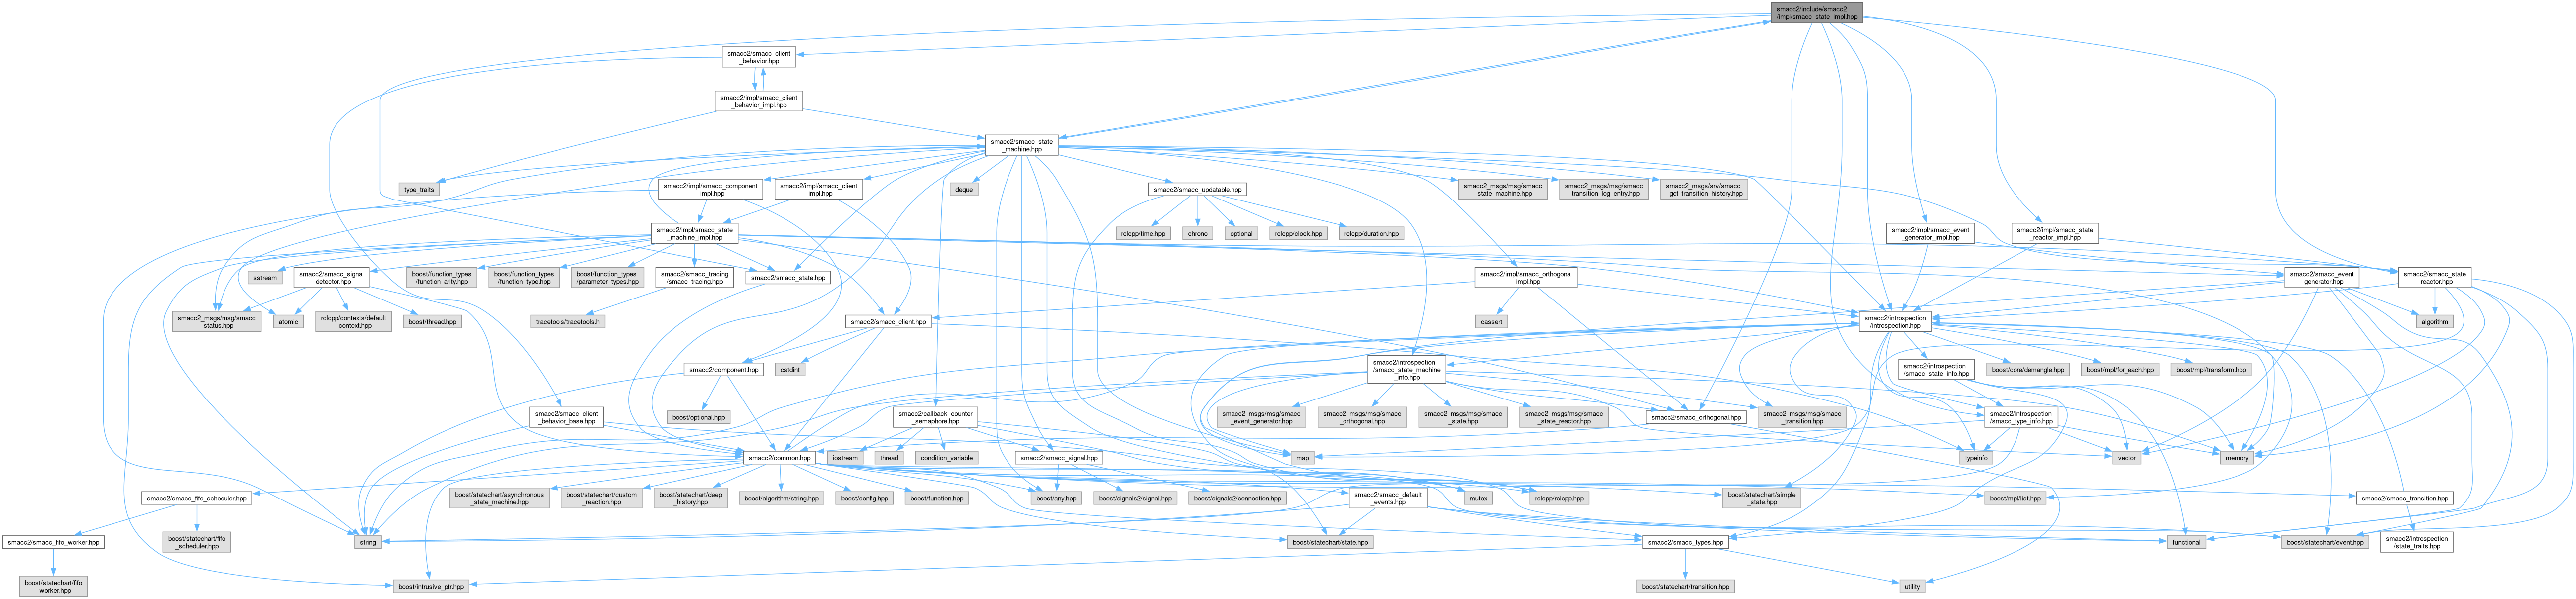 smacc2/include/smacc2
/impl/smacc_state_impl.hpp
smacc2/smacc_client
_behavior.hpp
smacc2/impl/smacc_client
_behavior_impl.hpp
smacc2/smacc_state
_machine.hpp
type_traits
smacc2/impl/smacc_component
_impl.hpp
smacc2/impl/smacc_client
_impl.hpp
deque
smacc2/smacc_updatable.hpp
smacc2_msgs/msg/smacc
_state_machine.hpp
smacc2_msgs/msg/smacc
_transition_log_entry.hpp
smacc2_msgs/srv/smacc
_get_transition_history.hpp
smacc2/impl/smacc_state
_machine_impl.hpp
rclcpp/time.hpp
chrono
optional
rclcpp/clock.hpp
rclcpp/duration.hpp
smacc2/impl/smacc_event
_generator_impl.hpp
smacc2/impl/smacc_state
_reactor_impl.hpp
sstream
smacc2/smacc_signal
_detector.hpp
boost/function_types
/function_arity.hpp
boost/function_types
/function_type.hpp
boost/function_types
/parameter_types.hpp
smacc2/smacc_tracing
/smacc_tracing.hpp
smacc2/smacc_state.hpp
smacc2/impl/smacc_orthogonal
_impl.hpp
smacc2/smacc_event
_generator.hpp
smacc2/smacc_state
_reactor.hpp
smacc2_msgs/msg/smacc
_status.hpp
atomic
rclcpp/contexts/default
_context.hpp
boost/thread.hpp
tracetools/tracetools.h
smacc2/smacc_client.hpp
cassert
smacc2/introspection
/introspection.hpp
algorithm
smacc2/component.hpp
cstdint
smacc2/introspection
/smacc_state_machine
_info.hpp
smacc2/introspection
/smacc_state_info.hpp
boost/core/demangle.hpp
boost/mpl/for_each.hpp
boost/mpl/transform.hpp
smacc2/smacc_client
_behavior_base.hpp
boost/optional.hpp
smacc2/callback_counter
_semaphore.hpp
smacc2_msgs/msg/smacc
_event_generator.hpp
smacc2_msgs/msg/smacc
_orthogonal.hpp
smacc2_msgs/msg/smacc
_state.hpp
smacc2_msgs/msg/smacc
_state_reactor.hpp
smacc2/smacc_orthogonal.hpp
smacc2_msgs/msg/smacc
_transition.hpp
smacc2/introspection
/smacc_type_info.hpp
smacc2/common.hpp
iostream
thread
condition_variable
smacc2/smacc_signal.hpp
map
typeinfo
vector
memory
smacc2/smacc_fifo_scheduler.hpp
boost/statechart/asynchronous
_state_machine.hpp
boost/statechart/custom
_reaction.hpp
boost/statechart/deep
_history.hpp
boost/algorithm/string.hpp
boost/config.hpp
boost/function.hpp
boost/any.hpp
boost/signals2/signal.hpp
boost/signals2/connection.hpp
smacc2/smacc_default
_events.hpp
mutex
rclcpp/rclcpp.hpp
boost/statechart/simple
_state.hpp
boost/mpl/list.hpp
smacc2/smacc_transition.hpp
smacc2/smacc_fifo_worker.hpp
boost/statechart/fifo
_scheduler.hpp
string
boost/statechart/state.hpp
smacc2/smacc_types.hpp
functional
boost/statechart/event.hpp
smacc2/introspection
/state_traits.hpp
boost/statechart/fifo
_worker.hpp
boost/intrusive_ptr.hpp
boost/statechart/transition.hpp
utility